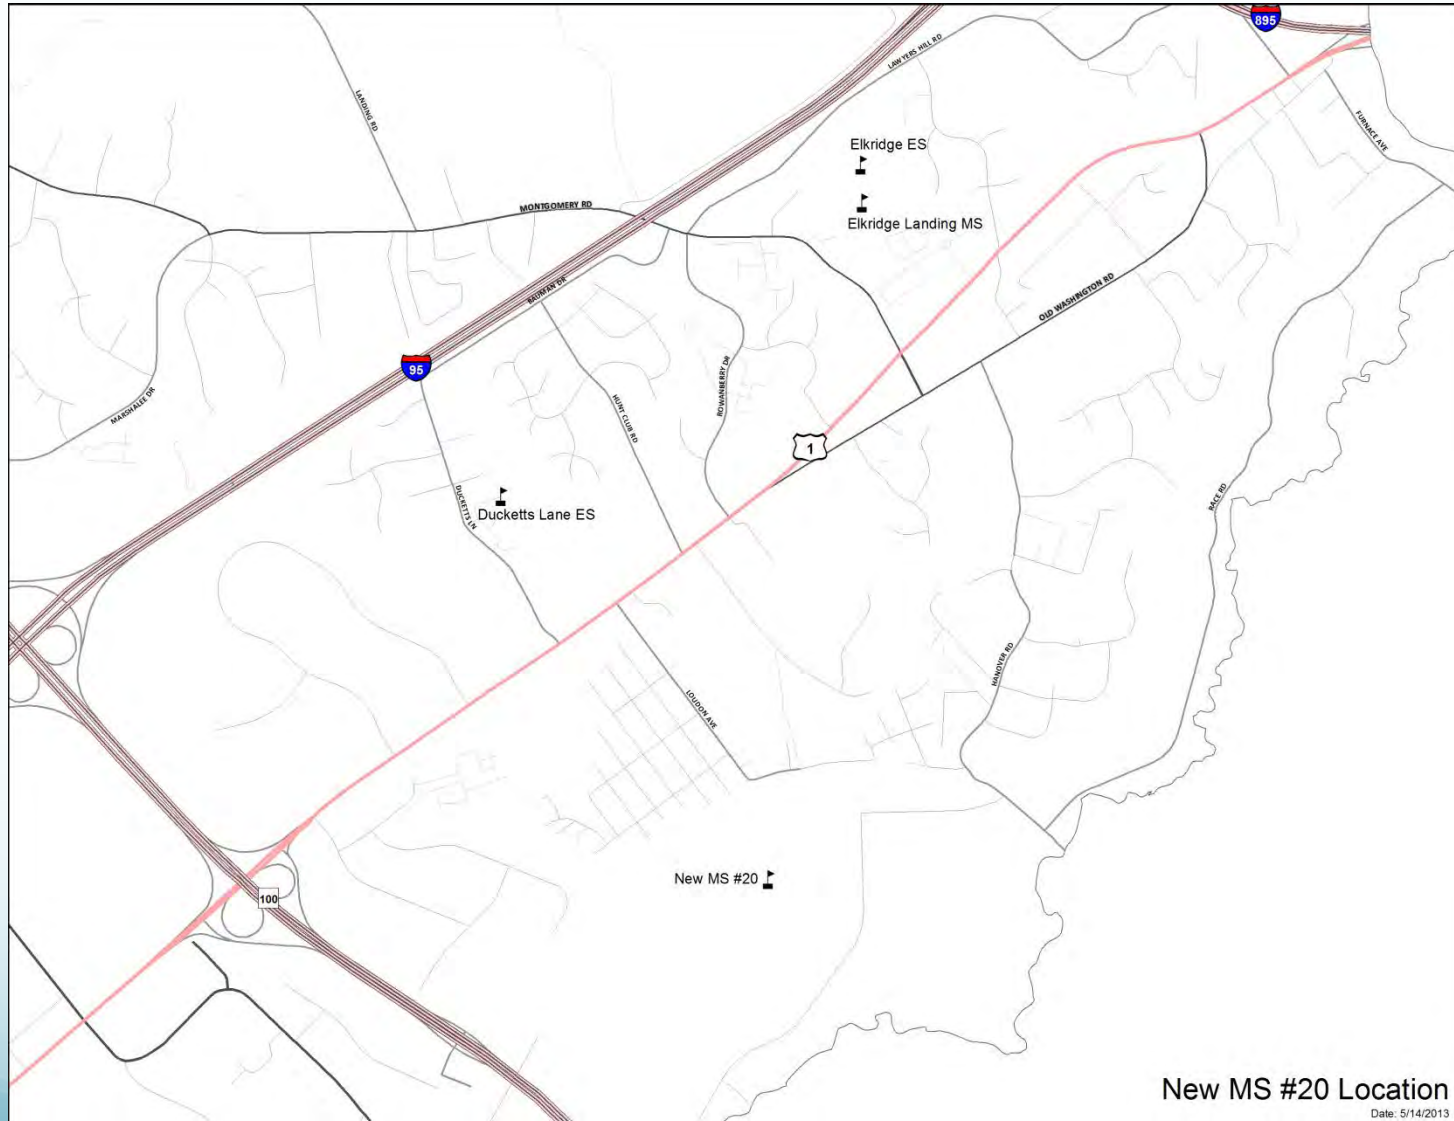 895
LAWYERS HILL RD
LANDING RD
FURNACE AVE
Elkridge ES
MONTGOMERY RD
Elkridge Landing MS
BAUMAN DR
OLD WASHINGTON RD
95
MARSHALEE DR
ROWANBERRY DR
HUNT CLUB RD
1
RACE RD
DUCKETTS LN
Ducketts Lane ES
HANOVER RD
LOUDON AVE
New MS #20
100
New MS #20 Location
Date: 5/14/2013